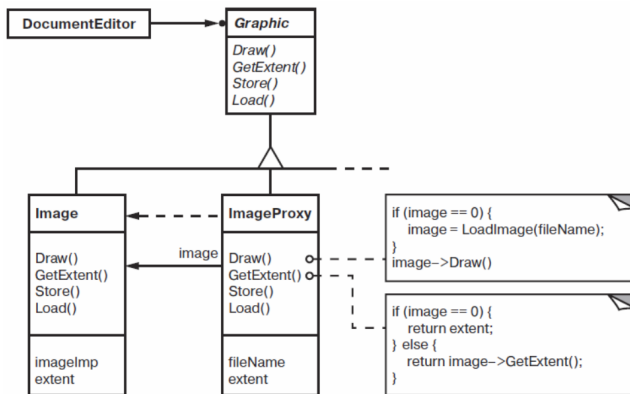 DocumentEditor
Graphic
Draw()
GetExtent()
Store()
Load()
Image
Draw()
GetExtent()
Store()
Load()
imageImp
extent
image
ImageProxy
Draw()
GetExtent()
Store()
Load()
fileName
extent
if (image == 0) {
image = LoadImage(fileName);
}
image->Draw()
if (image == 0) {
return extent;
} else {
return image->GetExtent();
}